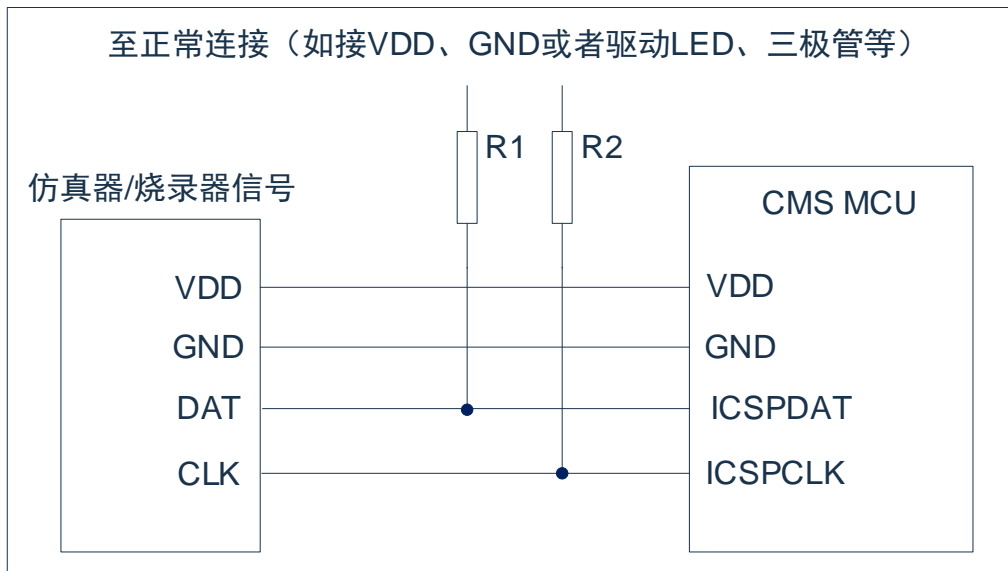 至正常连接（如接VDD、GND或者驱动LED、三极管等）
R1
R2
仿真器/烧录器信号
CMS MCU
VDD
VDD
GND
GND
DAT
ICSPDAT
CLK
ICSPCLK